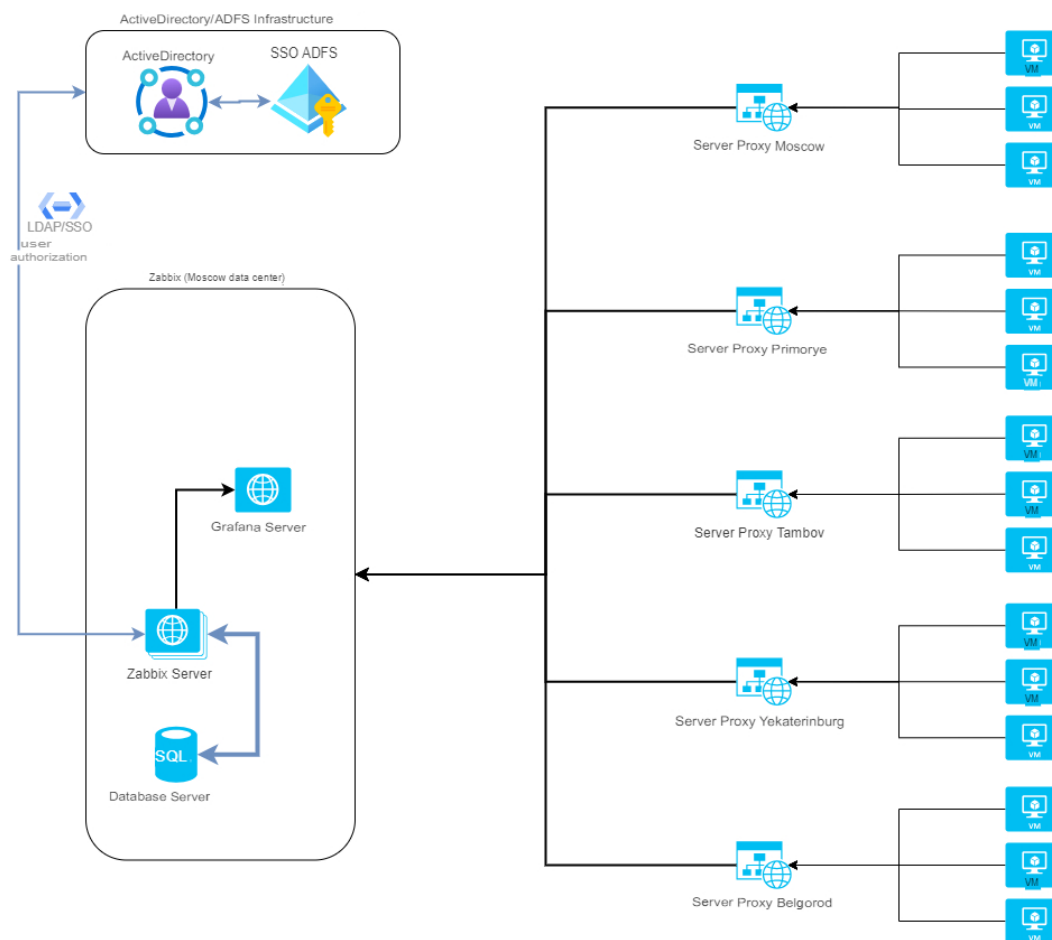 ActiveDirectory/ADFS Infrastructure
ActiveDirectory
SSO ADFS
LDAP/SSO
user
authorization
Zabbix (Moscow data center)
Grafana Server
Zabbix Server
SQL
Database Server
Server Proxy Moscow
VM
VM
VM
Server Proxy Primorye
VM
VM
VM
Server Proxy Tambov
VM
VM
VM
Server Proxy Yekaterinburg
VM
VM
VM
Server Proxy Belgorod
VM
VM
VM